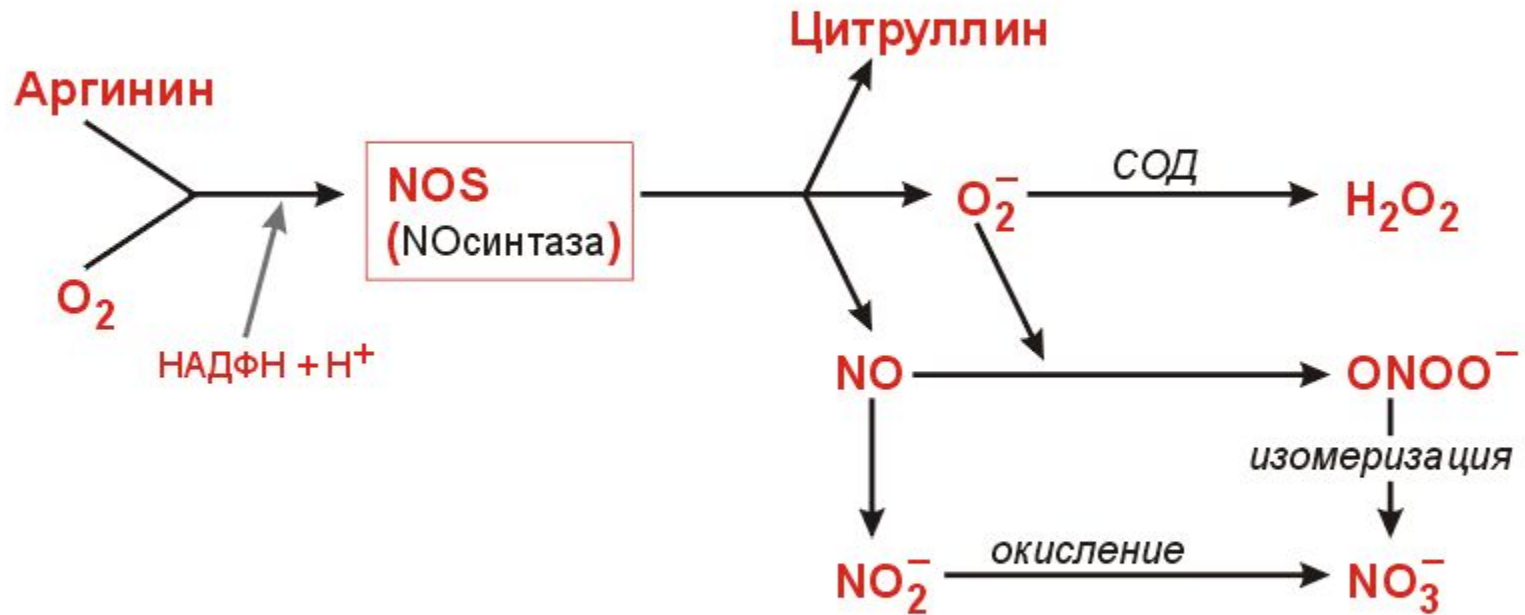 Цитруллин
Аргинин
NOS
(NOсинтаза)
O₂⁻
СОД
H₂O₂
O₂
НАДФН + H⁺
NO
ONOO⁻
изомеризация
NO₂⁻
окисление
NO₃⁻